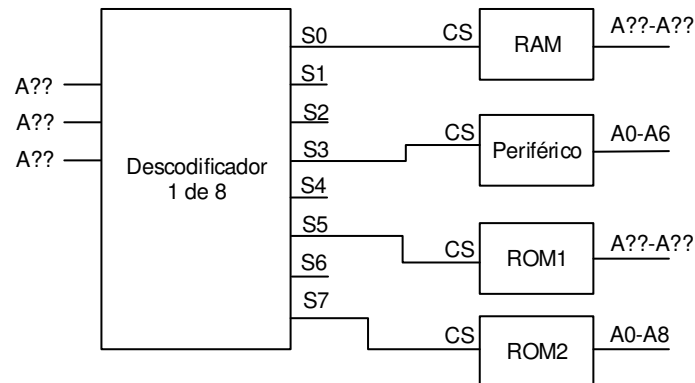 S0
CS
RAM
A??-A??
A??
S1
A??
S2
A??
S3
CS
Periférico
A0-A6
Descodificador
1 de 8
S4
S5
CS
ROM1
A??-A??
S6
S7
CS
ROM2
A0-A8